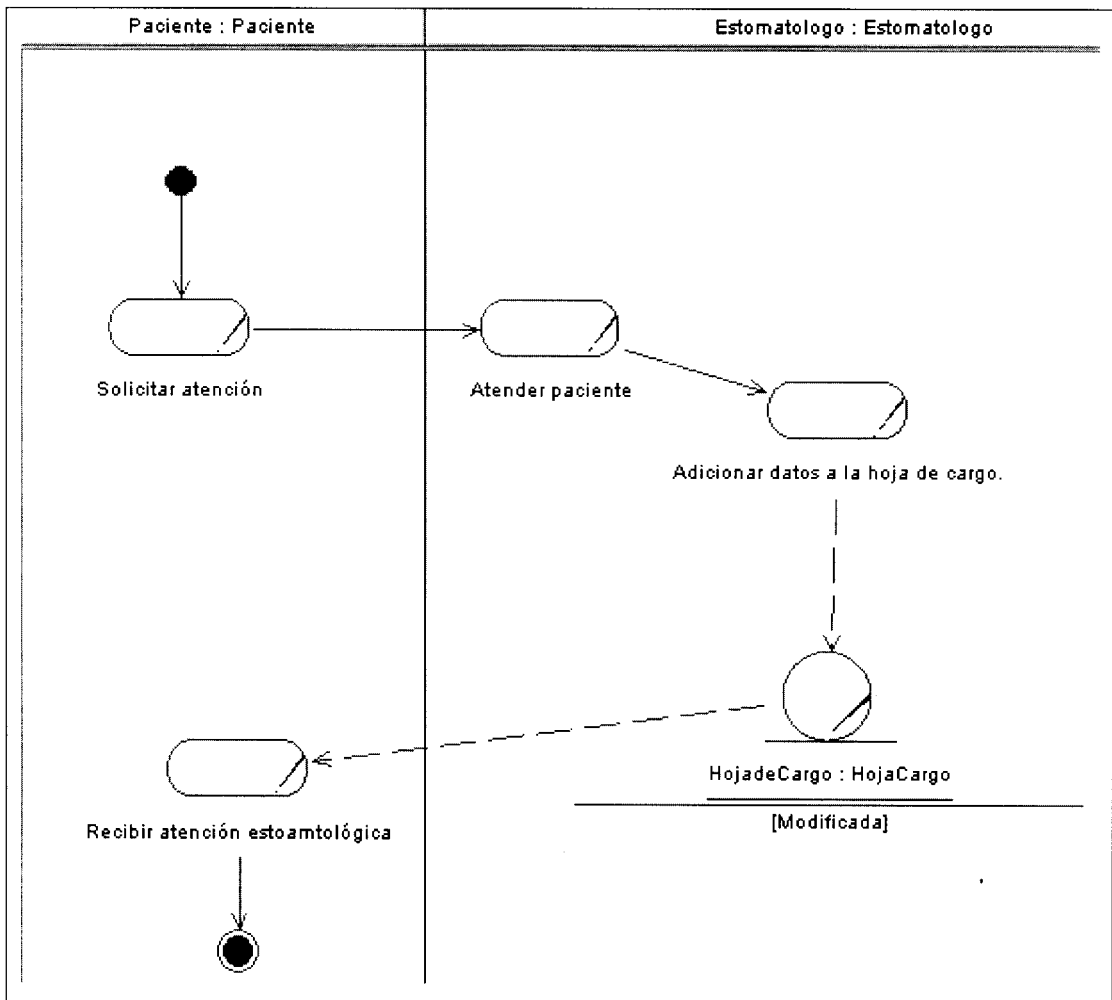 Paciente : Paciente
Estomatologo : Estomatologo
Solicitar atención
Atender paciente
Adicionar datos a la hoja de cargo.
HojadeCargo : HojaCargo
[Modificada]
Recibir atención estoamtológica